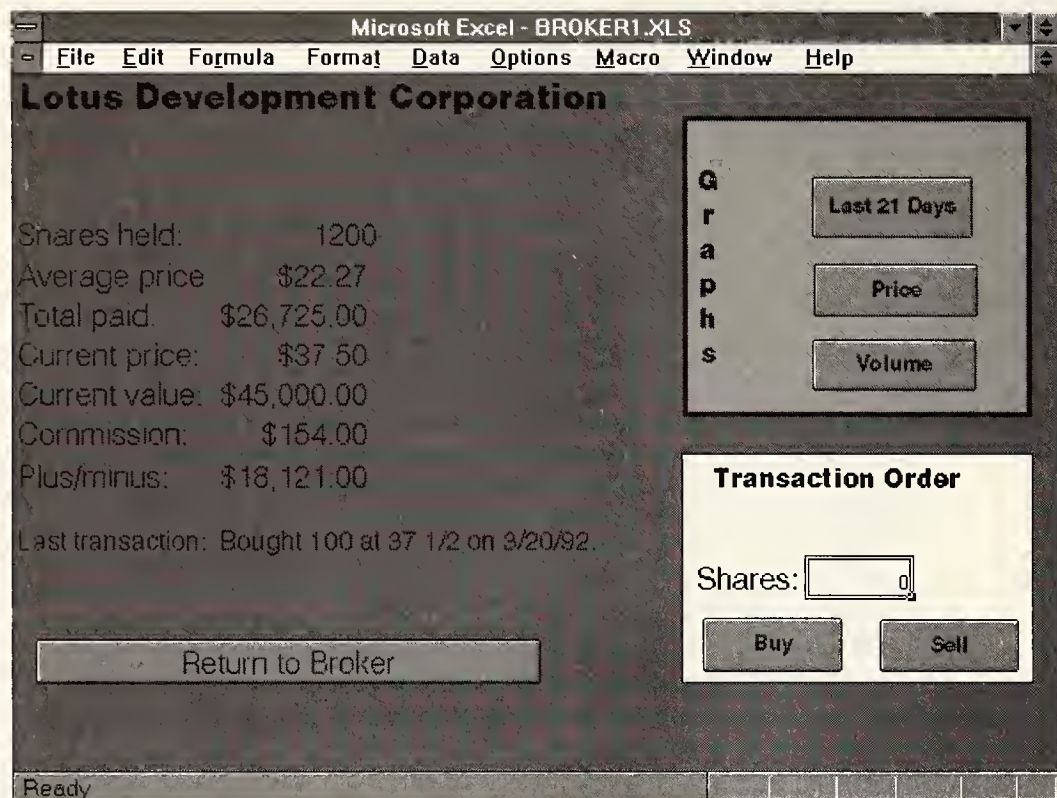 Microsoft Excel - BROKER1.XLS
File Edit Formula Format Data Options Macro Window Help
Lotus Development Corporation
Shares held: 1200
Average price $22.27
Total paid. $26,725.00
Current price: $37.50
Current value: $45,000.00
Commission: $154.00
Plus/minus: $18,121.00
Last transaction: Bought 100 at 37 1/2 on 3/20/92.
Return to Broker
Graphs
Last 21 Days
Price
Volume
Transaction Order
Shares: 0
Buy Sell
Ready